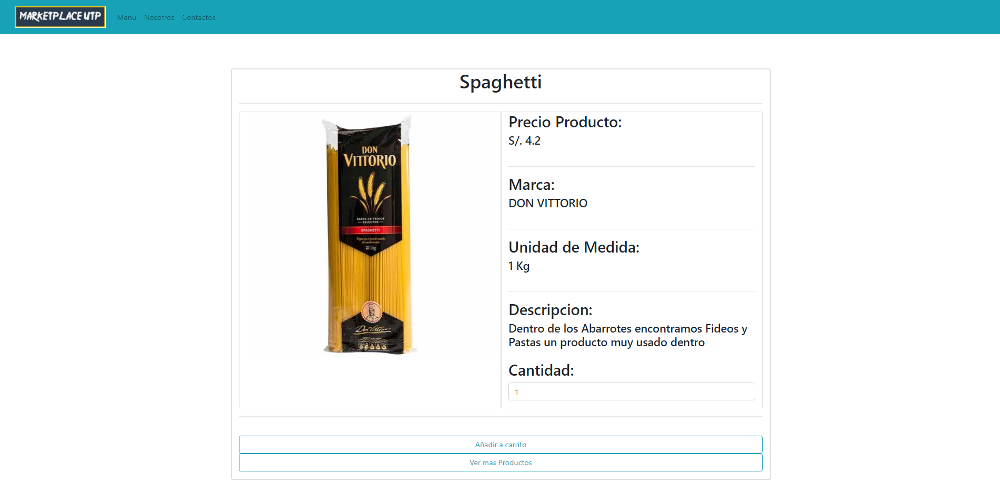 MARKETPLACE UTP
Menu Nosotros Contactos
Spaghetti
DON
VITTORIO
PASTA DE TRIGOS
SELECTOS
SPAGHETTI
1 kg
Don Vittorio
Precio Producto:
S/. 4.2
Marca:
DON VITTORIO
Unidad de Medida:
1 Kg
Descripcion:
Dentro de los Abarrotes encontramos Fideos y
Pastas un producto muy usado dentro
Cantidad:
1
Añadir a carrito
Ver mas Productos